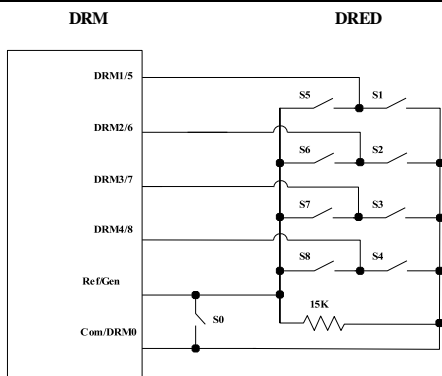 DRM DRED
DRM1/5
S5 S1
DRM2/6
S6 S2
DRM3/7
S7 S3
DRM4/8
S8 S4
Ref/Gen
15K
S0
Com/DRM0